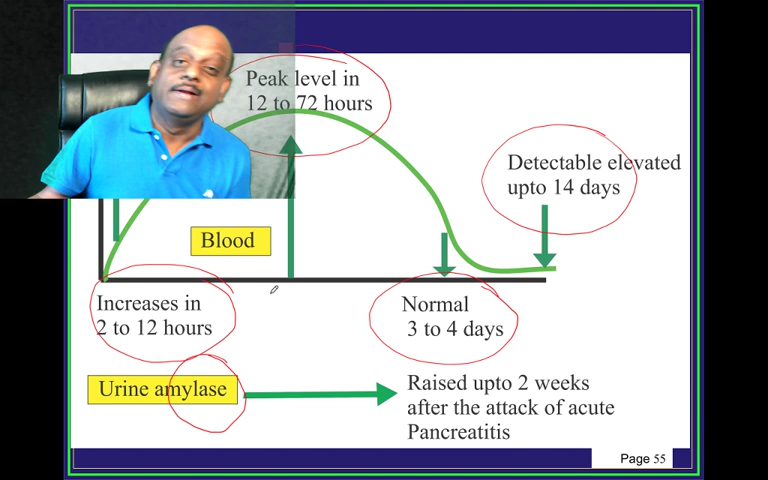 Peak level in
12 to 72 hours
Detectable elevated
upto 14 days
Blood
Increases in
2 to 12 hours
Normal
3 to 4 days
Urine amylase
Raised upto 2 weeks
after the attack of acute
Pancreatitis
Page 55